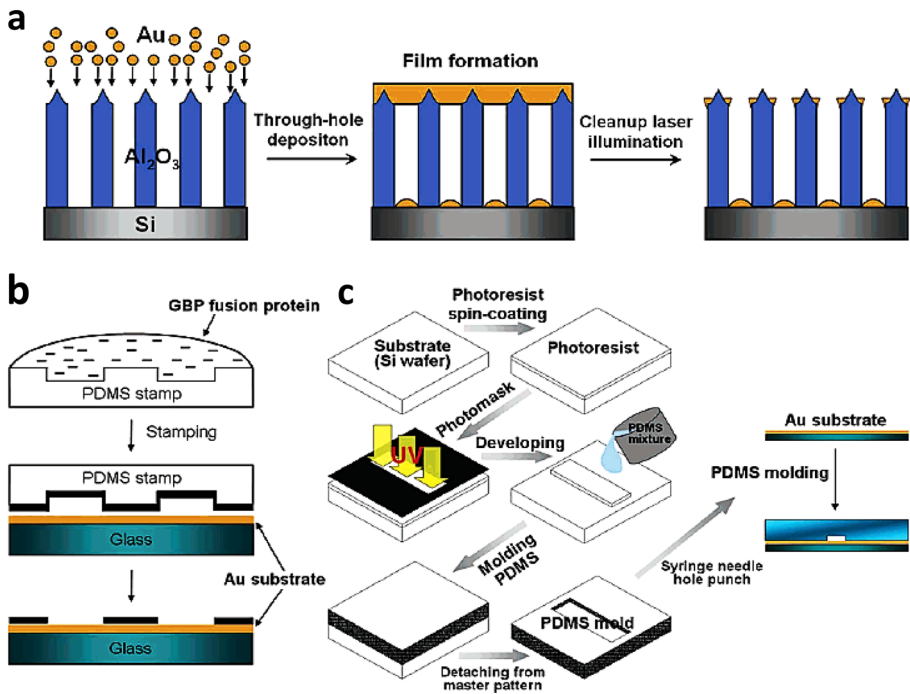 a
Au
Al₂O₃
Si
Through-hole
depositon
Film formation
Cleanup laser
illumination
b
GBP fusion protein
PDMS stamp
Stamping
PDMS stamp
Glass
Au substrate
Glass
c
Photoresist
spin-coating
Substrate
(Si wafer)
Photoresist
Photomask
UV
Developing
PDMS
mixture
Molding
PDMS
PDMS mold
Detaching from
master pattern
Syringe needle
hole punch
PDMS molding
Au substrate